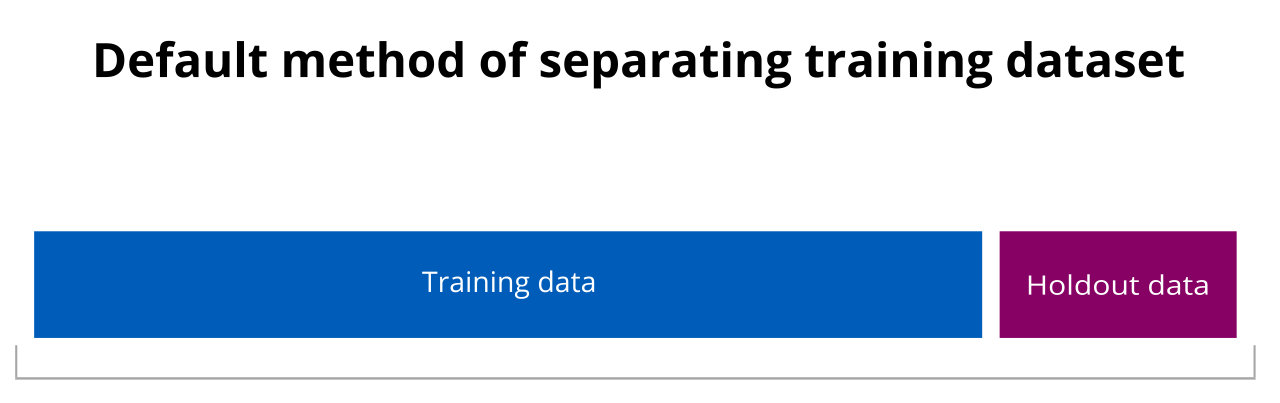 Default method of separating training dataset
Training data
Holdout data